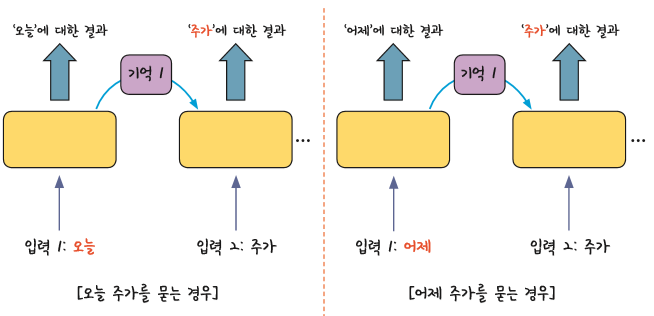 '오늘'에 대한 결과
'주가'에 대한 결과
기억 1
...
입력 1: 오늘
입력 2: 주가
[오늘 주가를 묻는 경우]
'어제'에 대한 결과
'주가'에 대한 결과
기억 1
...
입력 1: 어제
입력 2: 주가
[어제 주가를 묻는 경우]